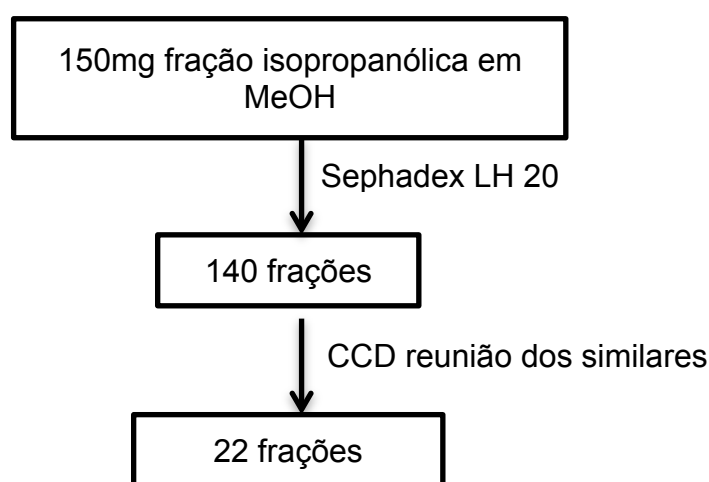 150mg fração isopropanólica em
MeOH
Sephadex LH 20
140 frações
CCD reunião dos similares
22 frações